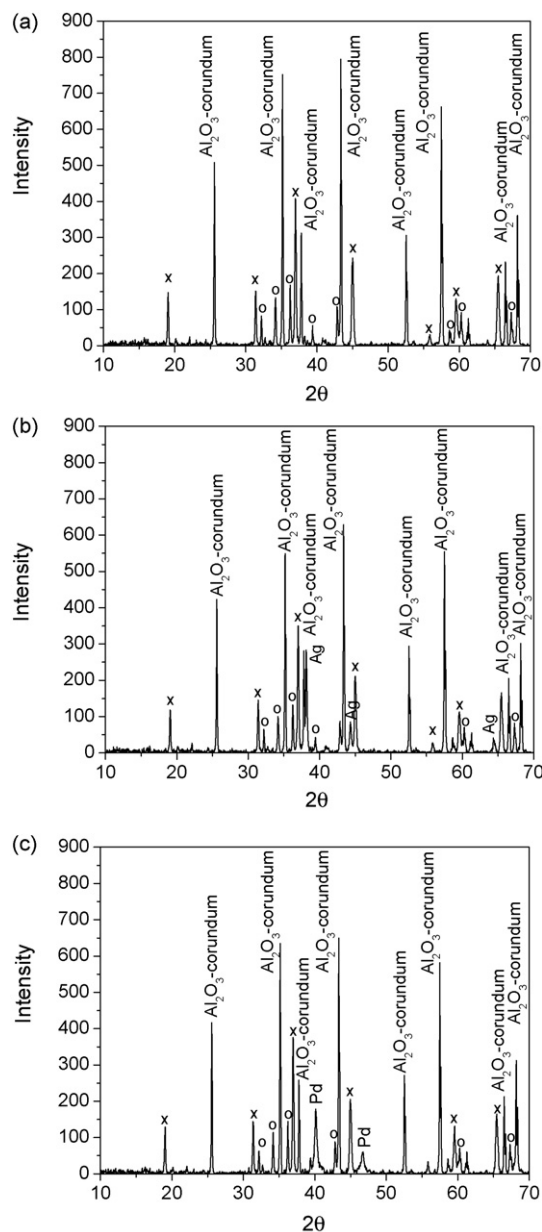 (a)
900
800
700
600
500
400
300
200
100
0
Intensity
10 20 30 40 50 60 70
2θ
x
Al2O3-corundum
x
o
o
Al2O3-corundum
o
x
Al2O3-corundum
o
o
Al2O3-corundum
x
Al2O3-corundum
x
Al2O3-corundum
o
x
o
x
Al2O3-corundum
o
Al2O3-corundum
(b)
900
800
700
600
500
400
300
200
100
0
Intensity
10 20 30 40 50 60 70
2θ
x
Al2O3-corundum
x
o
o
Al2O3-corundum
o
x
Al2O3-corundum
Ag
o
Al2O3-corundum
Ag
x
Al2O3-corundum
x
Al2O3-corundum
x
o
Ag
Al2O3-corundum
o
Al2O3-corundum
(c)
900
800
700
600
500
400
300
200
100
0
Intensity
10 20 30 40 50 60 70
2θ
x
Al2O3-corundum
x
o
o
Al2O3-corundum
o
x
Al2O3-corundum
Pd
o
Al2O3-corundum
x
Pd
Al2O3-corundum
Al2O3-corundum
x
o
x
Al2O3-corundum
o
Al2O3-corundum